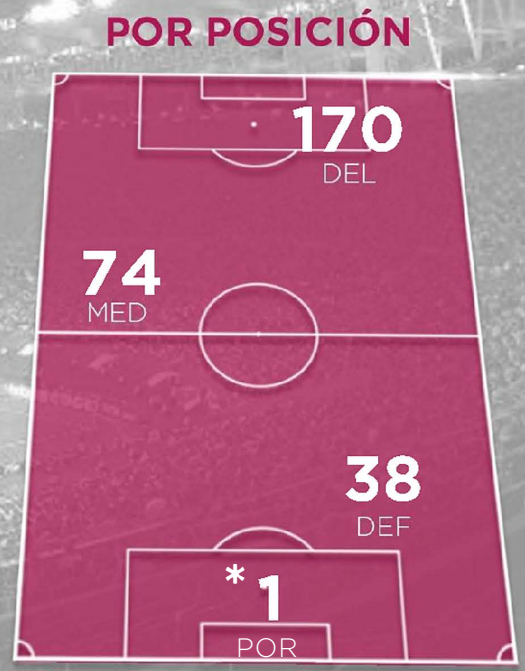 POR POSICIÓN
170
DEL
74
MED
38
DEF
*1
POR